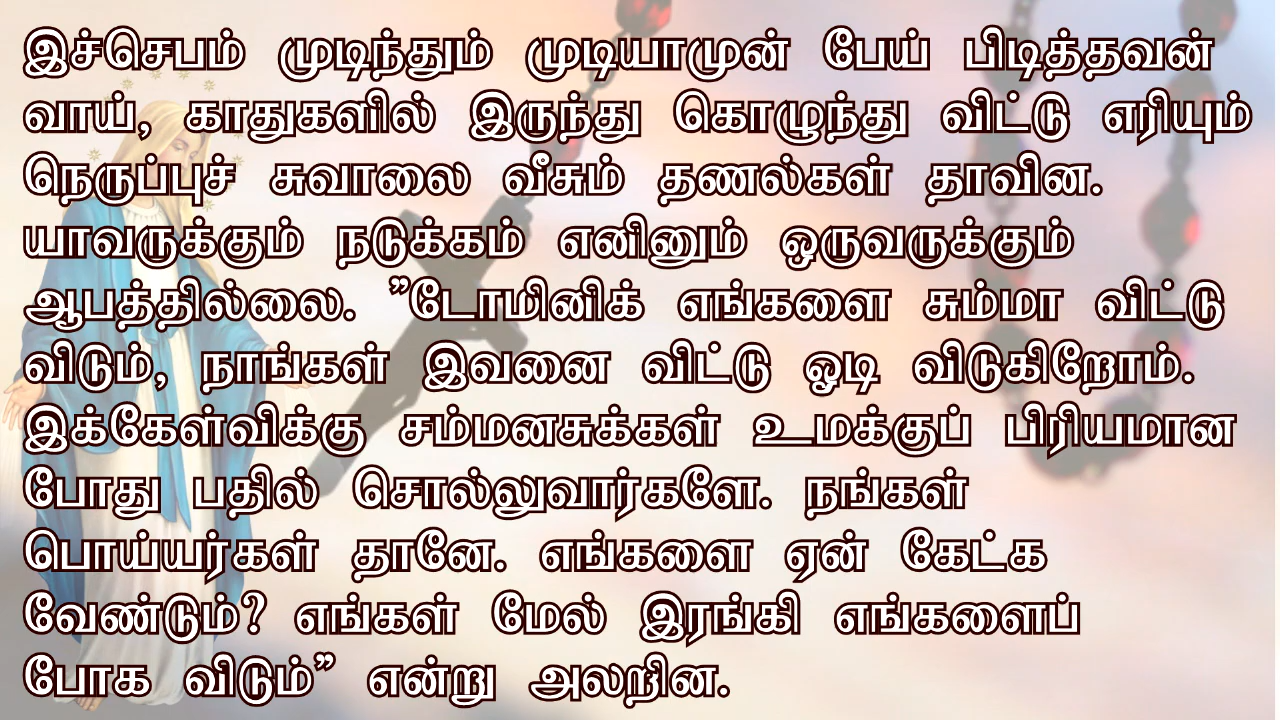 இச்செபம் முடிந்தும் முடியாமுன் பேய் பிடித்தவன்
வாய், காதுகளில் இருந்து கொழுந்து விட்டு எரியும்
நெருப்புச் சுவாலை வீசும் தணல்கள் தாவின.
யாவருக்கும் நடுக்கம் எனினும் ஒருவருக்கும்
ஆபத்தில்லை. ”டோமினிக் எங்களை சும்மா விட்டு
விடும், நாங்கள் இவனை விட்டு ஓடி விடுகிறோம்.
இக்கேள்விக்கு சம்மனசுக்கள் உமக்குப் பிரியமான
போது பதில் சொல்லுவார்களே. நங்கள்
பொய்யர்கள் தானே. எங்களை ஏன் கேட்க
வேண்டும்? எங்கள் மேல் இரங்கி எங்களைப்
போக விடும்” என்று அலறின.